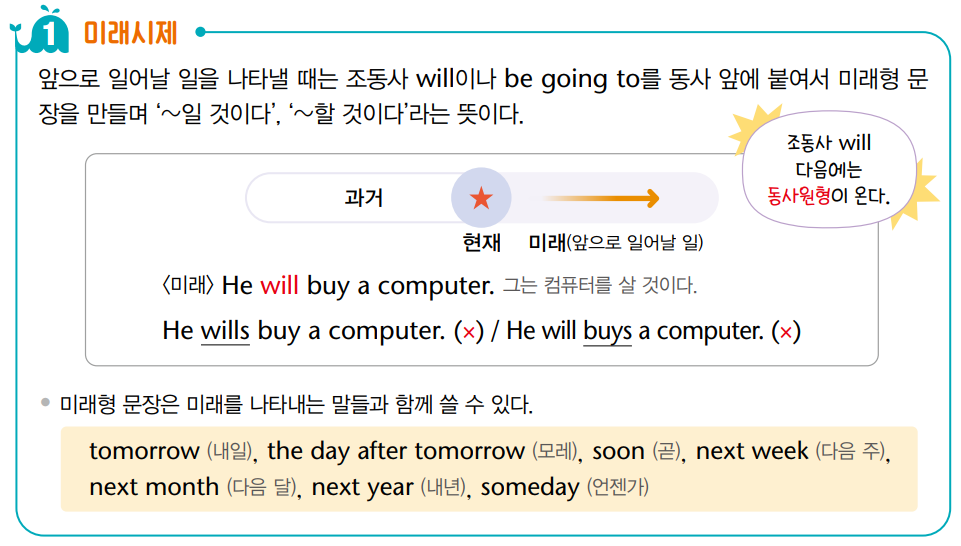 1 미래시제
앞으로 일어날 일을 나타낼 때는 조동사 will이나 be going to를 동사 앞에 붙여서 미래형 문
장을 만들며 ‘～일 것이다’, ‘～할 것이다’라는 뜻이다.
조동사 will
다음에는
동사원형이 온다.
과거
현재 미래(앞으로 일어날 일)
〈미래〉 He will buy a computer. 그는 컴퓨터를 살 것이다.
He wills buy a computer. (×) / He will buys a computer. (×)
미래형 문장은 미래를 나타내는 말들과 함께 쓸 수 있다.
tomorrow (내일), the day after tomorrow (모레), soon (곧), next week (다음 주),
next month (다음 달), next year (내년), someday (언젠가)